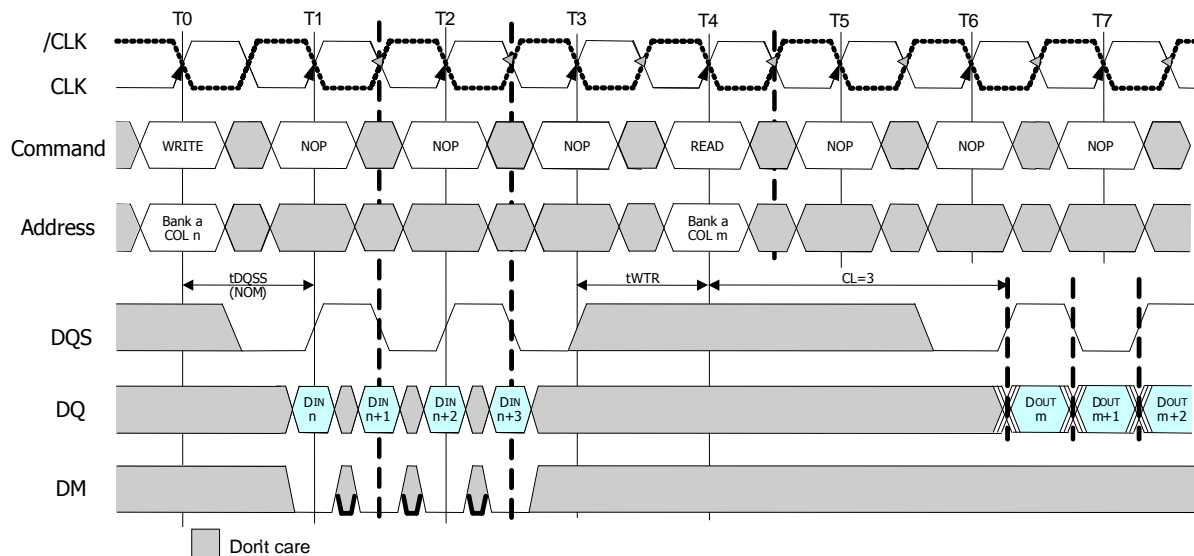 T0 T1 T2 T3 T4 T5 T6 T7
/CLK
CLK
Command WRITE NOP NOP NOP READ NOP NOP NOP
Address Bank a COL n Bank a COL m
tDQSS (NOM) tWTR CL=3
DQS
DQ DIN n DIN n+1 DIN n+2 DIN n+3 DOUT m DOUT m+1 DOUT m+2
DM
Don't care